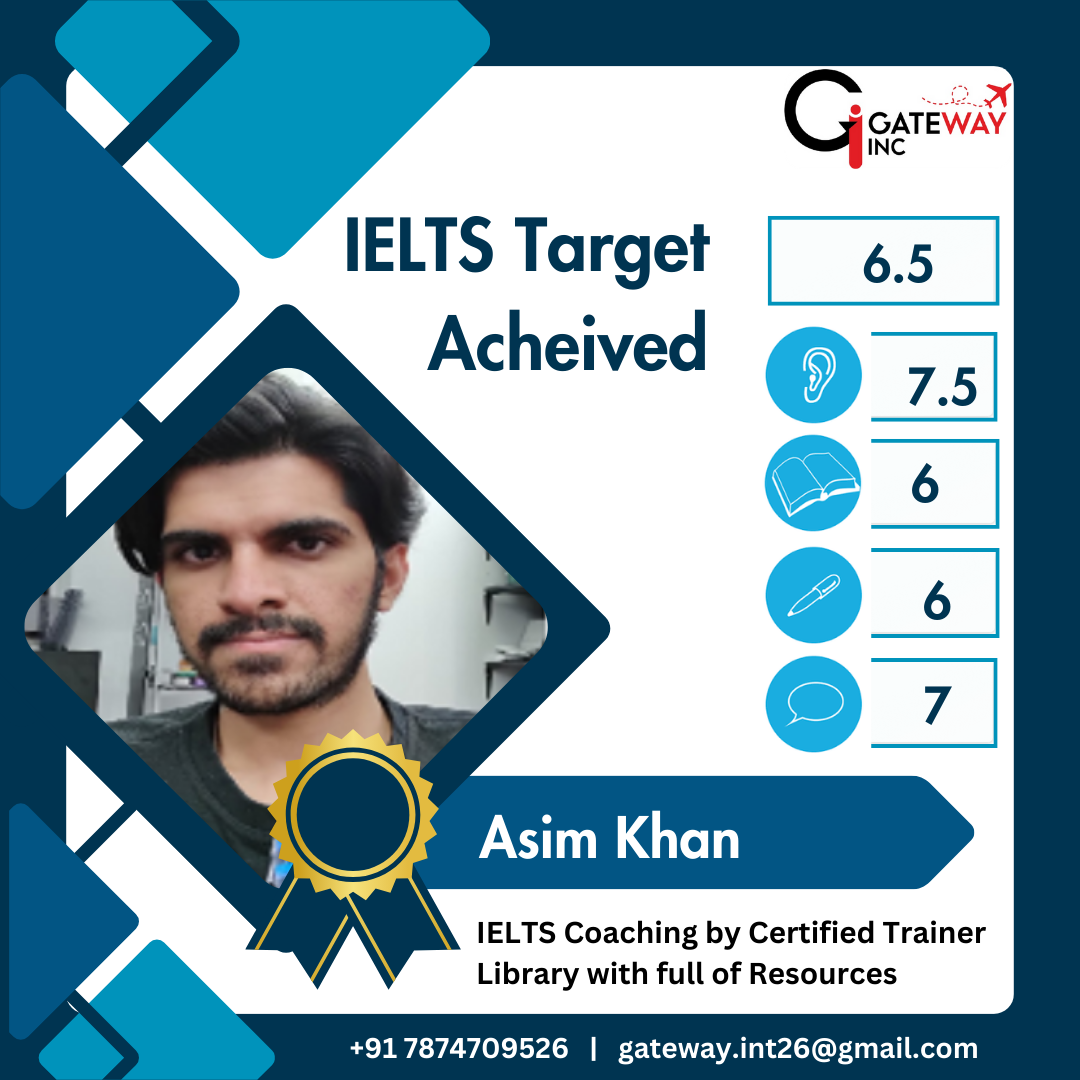 Gi GATEWAY
INC
IELTS Target
Acheived
6.5
7.5
6
6
7
Asim Khan
IELTS Coaching by Certified Trainer
Library with full of Resources
+91 7874709526 | gateway.int26@gmail.com